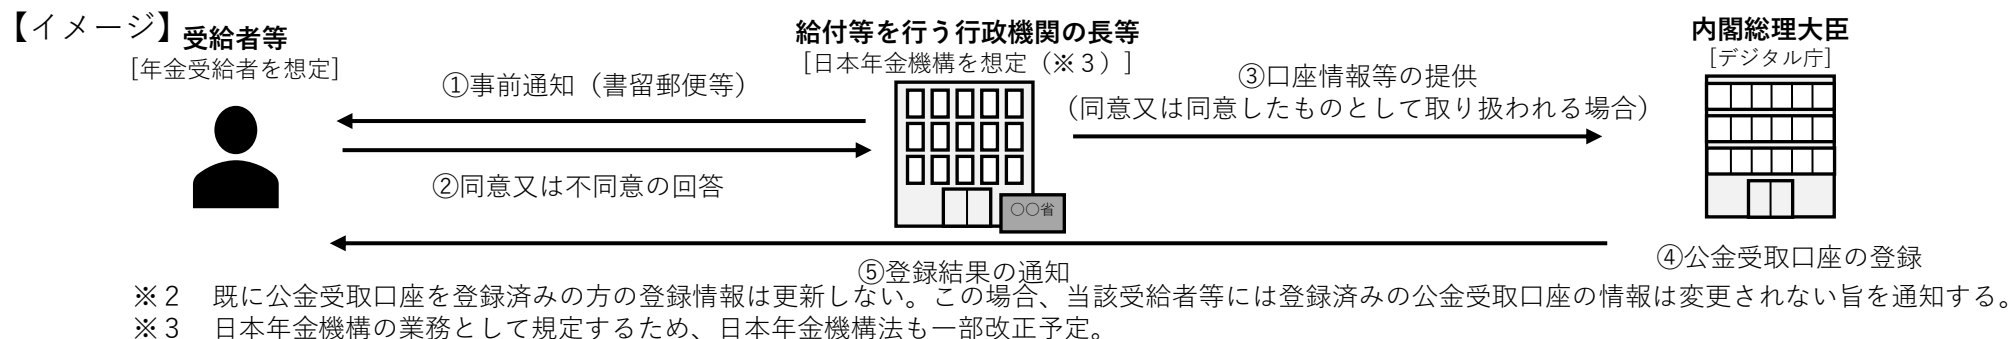 【イメージ】
受給者等
[年金受給者を想定]
給付等を行う行政機関の長等
[日本年金機構を想定（※３）]
内閣総理大臣
[デジタル庁]
①事前通知（書留郵便等）
②同意又は不同意の回答
③口座情報等の提供
（同意又は同意したものとして取り扱われる場合）
○○省
④公金受取口座の登録
⑤登録結果の通知
※２　既に公金受取口座を登録済みの方の登録情報は更新しない。この場合、当該受給者等には登録済みの公金受取口座の情報は変更されない旨を通知する。
※３　日本年金機構の業務として規定するため、日本年金機構法も一部改正予定。